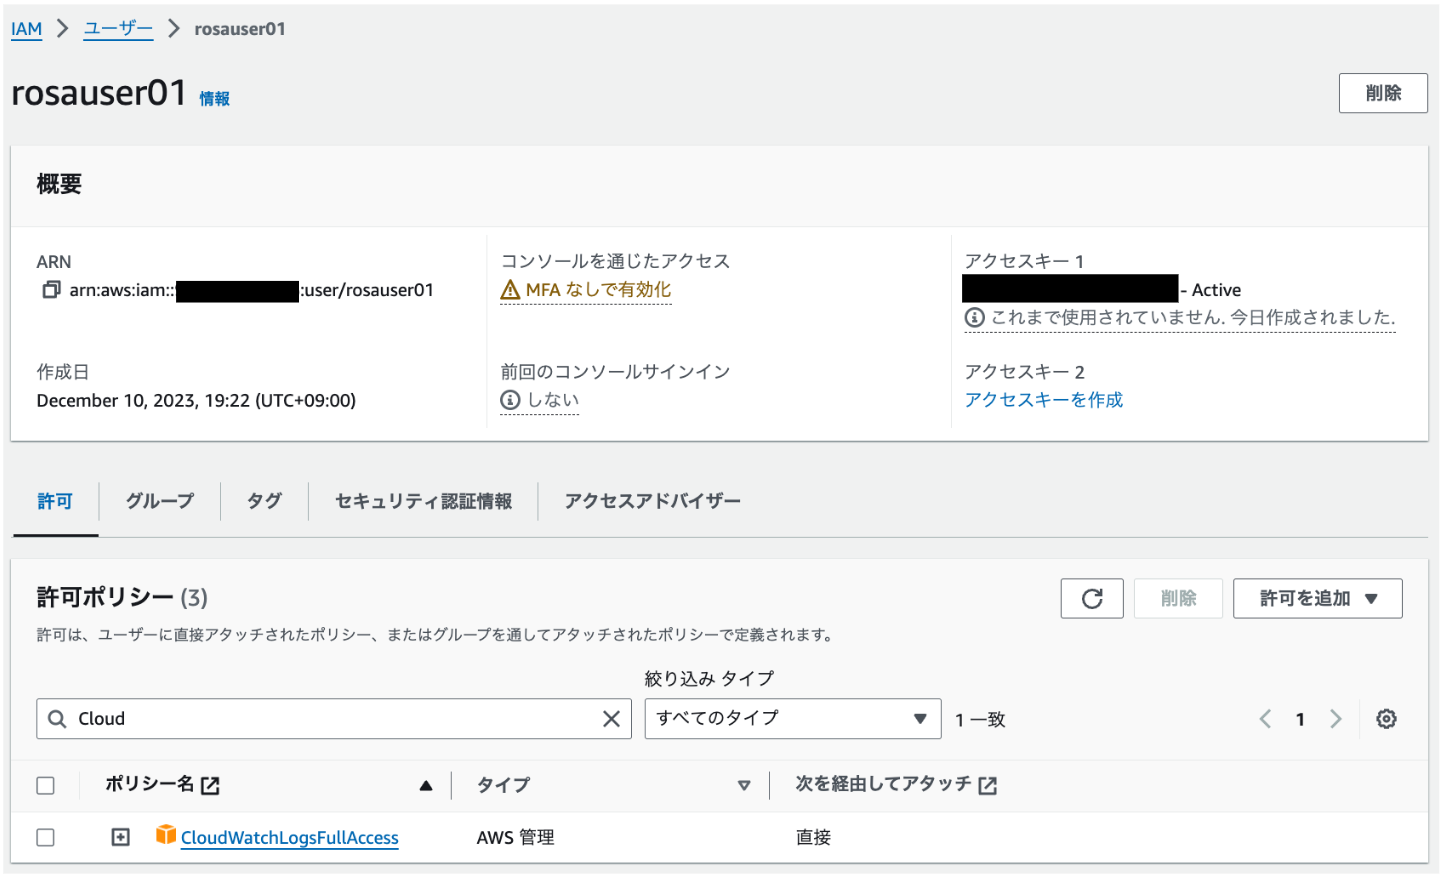 IAM > ユーザー > rosauser01
rosauser01 情報
削除
概要
ARN
arn:aws:iam:: :user/rosauser01
コンソールを通じたアクセス
MFA なしで有効化
アクセスキー 1
- Active
これまで使用されていません. 今日作成されました.
作成日
December 10, 2023, 19:22 (UTC+09:00)
前回のコンソールサインイン
しない
アクセスキー 2
アクセスキーを作成
許可 グループ タグ セキュリティ認証情報 アクセスアドバイザー
許可ポリシー (3)
削除 許可を追加
許可は、ユーザーに直接アタッチされたポリシー、またはグループを通してアタッチされたポリシーで定義されます。
絞り込み タイプ
Cloud すべてのタイプ 1 一致 1
ポリシー名 タイプ 次を経由してアタッチ
CloudWatchLogsFullAccess AWS 管理 直接